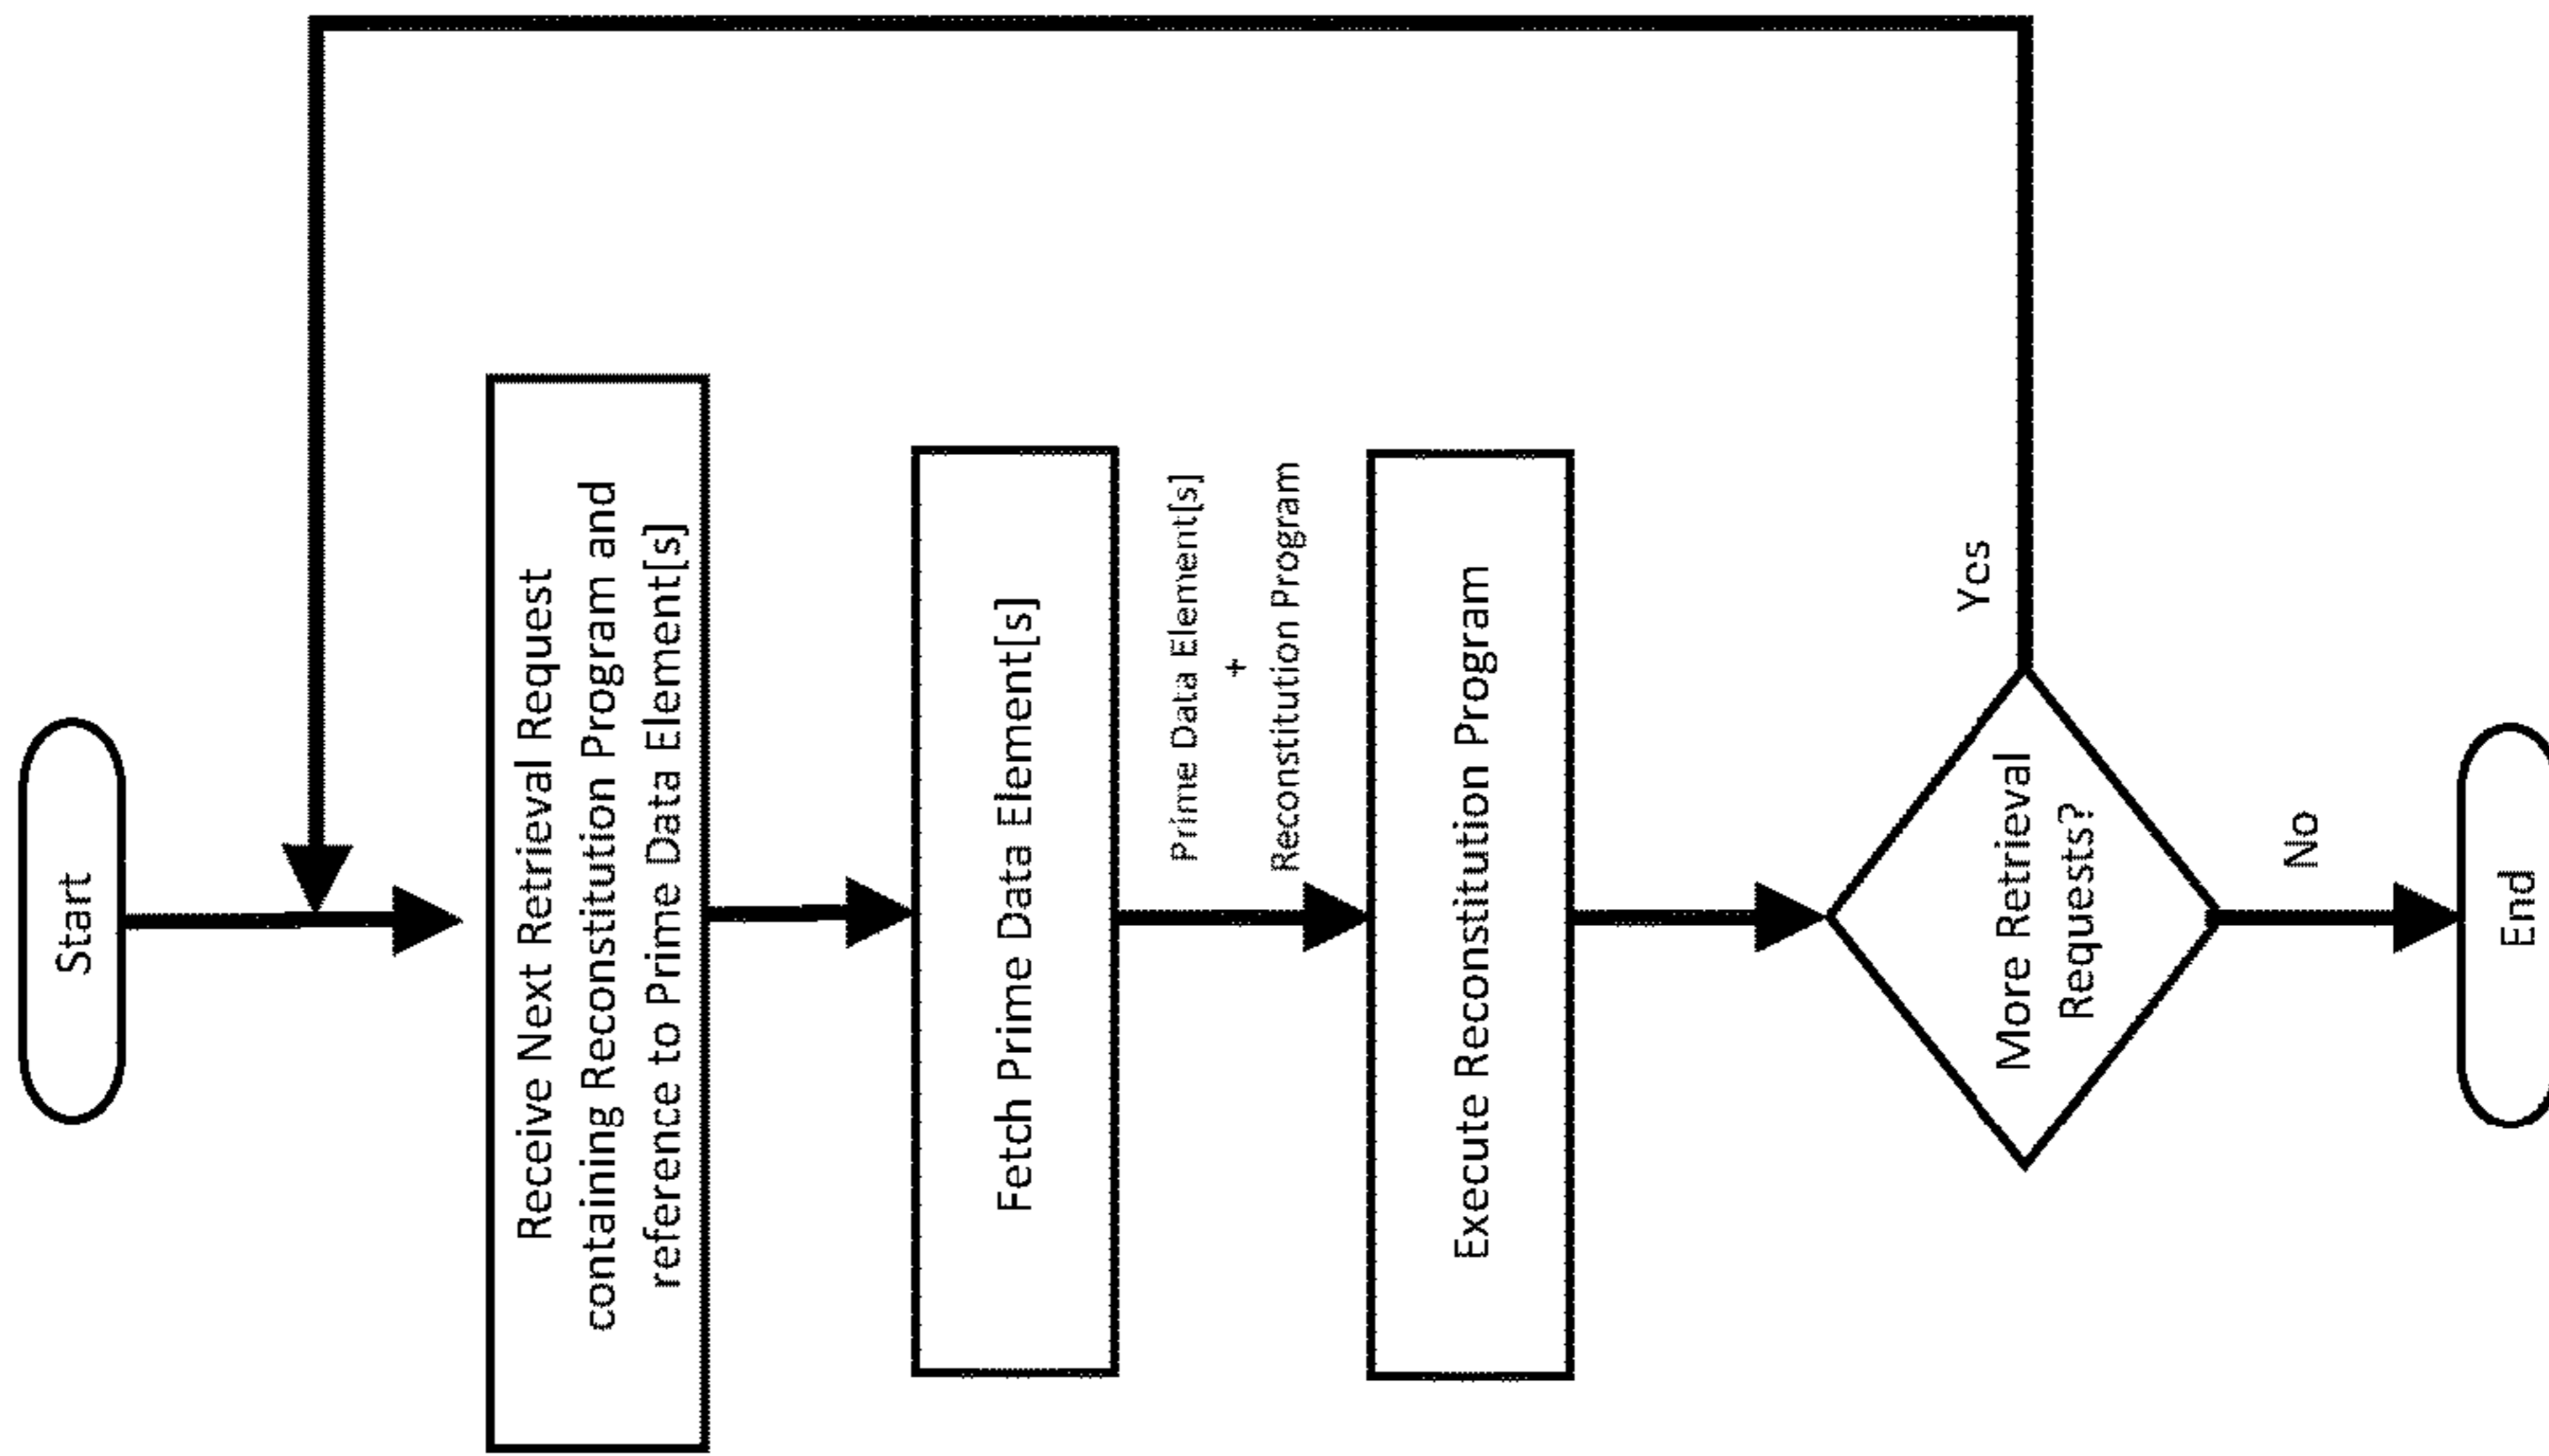 Start
Receive Next Retrieval Request
containing Reconstitution Program and
reference to Prime Data Element[s]
Fetch Prime Data Element[s]
Prime Data Element[s]
+
Reconstitution Program
Execute Reconstitution Program
More Retrieval
Requests?
Yes
No
End